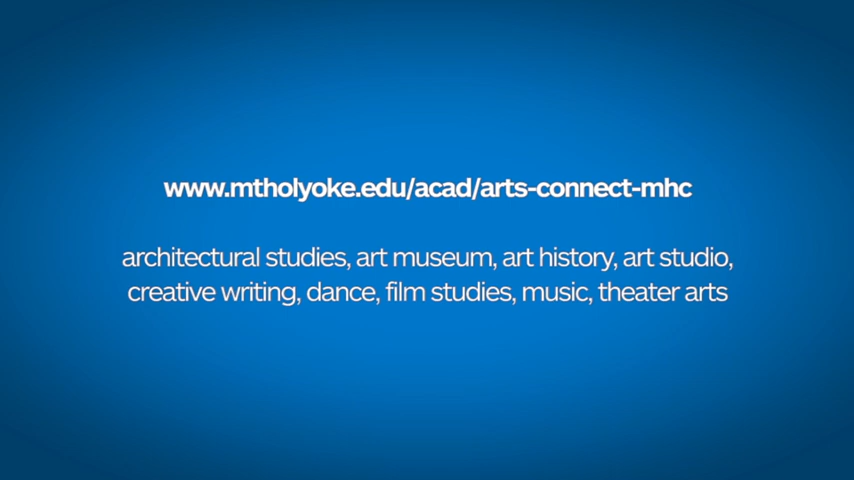 www.mtholyoke.edu/acad/arts-connect-mhc
architectural studies, art museum, art history, art studio,
creative writing, dance, film studies, music, theater arts